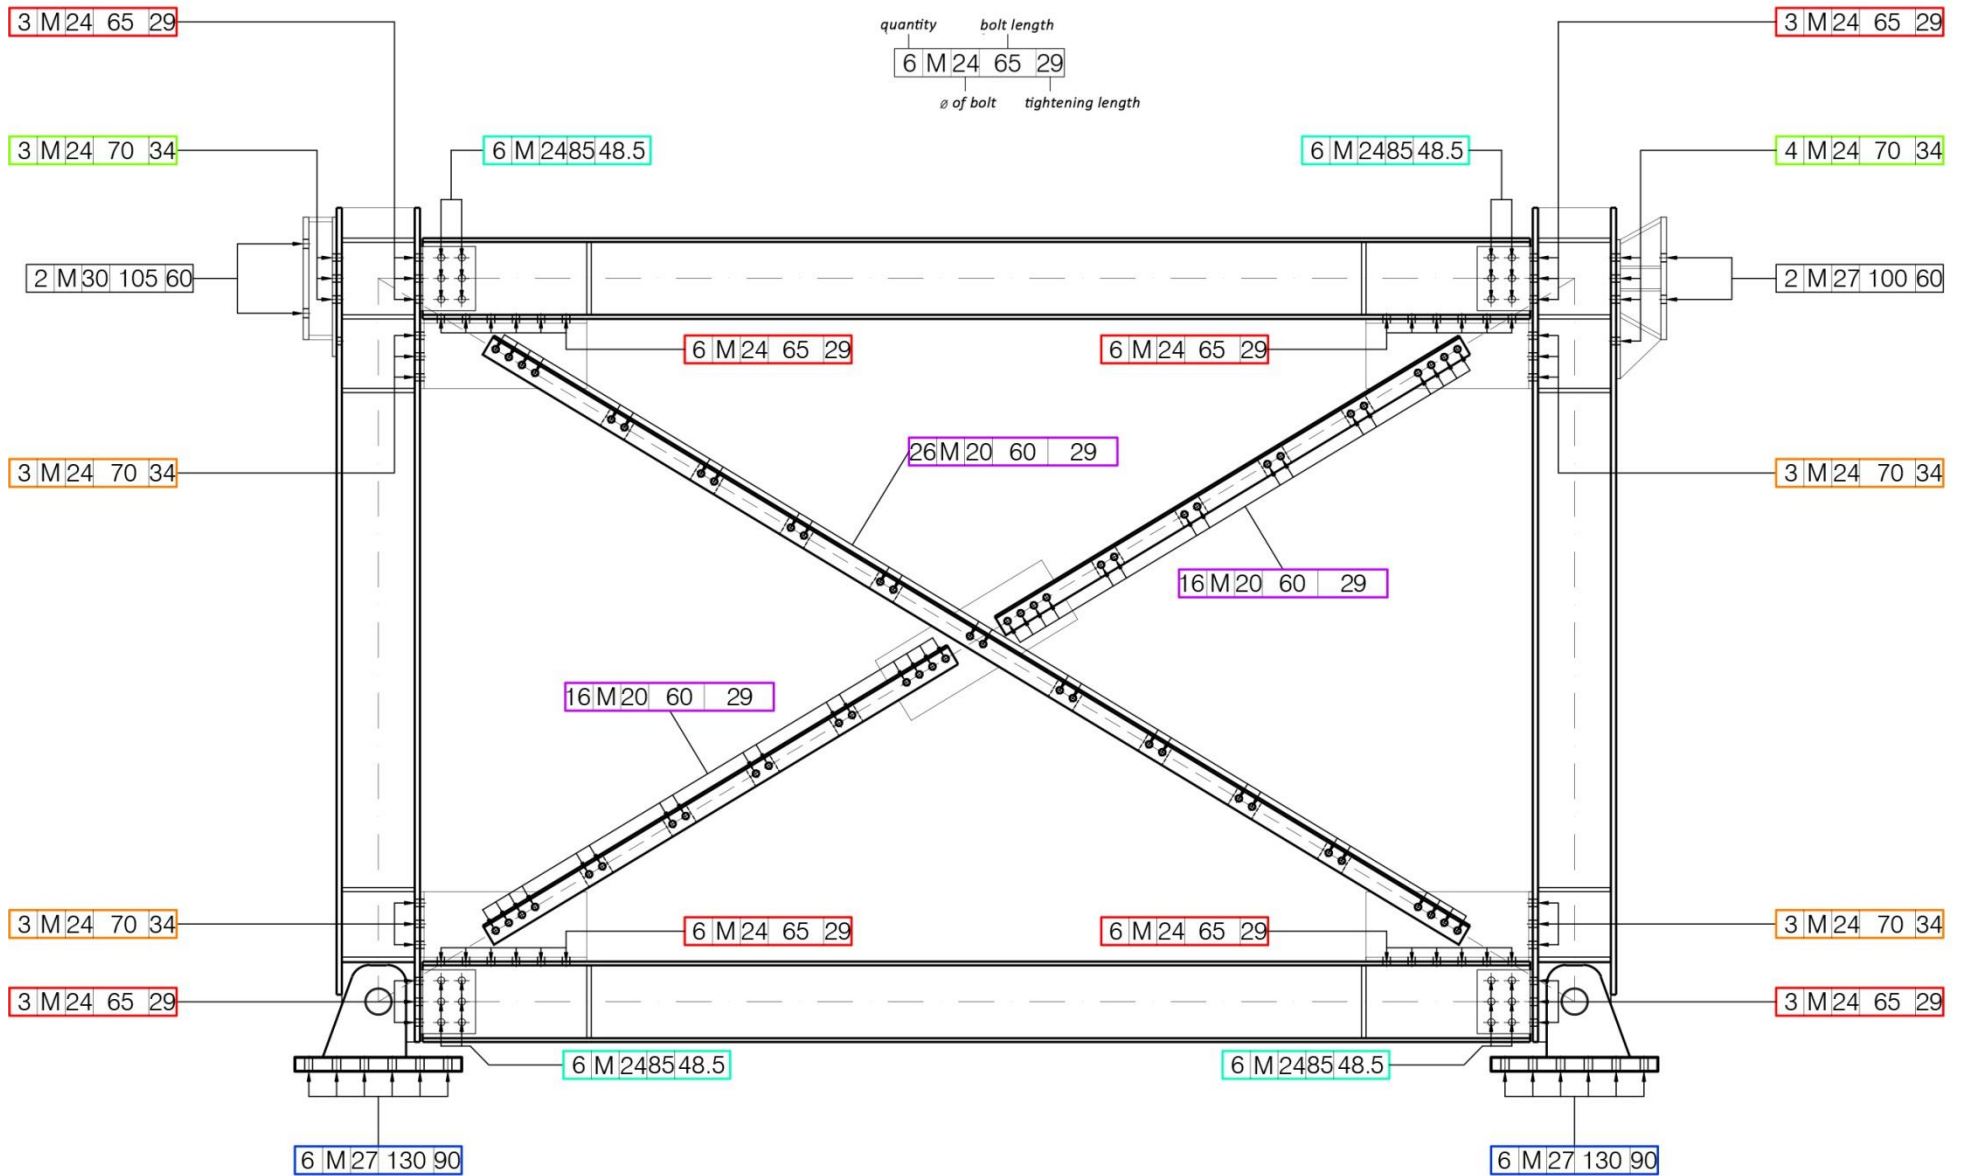 3 M 24 65 29
quantity bolt length
6 M 24 65 29
ø of bolt tightening length
3 M 24 65 29
3 M 24 70 34
6 M 24 85 48.5
6 M 24 85 48.5
4 M 24 70 34
2 M 30 105 60
2 M 27 100 60
6 M 24 65 29
6 M 24 65 29
3 M 24 70 34
26 M 20 60 29
3 M 24 70 34
16 M 20 60 29
16 M 20 60 29
3 M 24 70 34
6 M 24 65 29
6 M 24 65 29
3 M 24 70 34
3 M 24 65 29
3 M 24 65 29
6 M 24 85 48.5
6 M 24 85 48.5
6 M 27 130 90
6 M 27 130 90